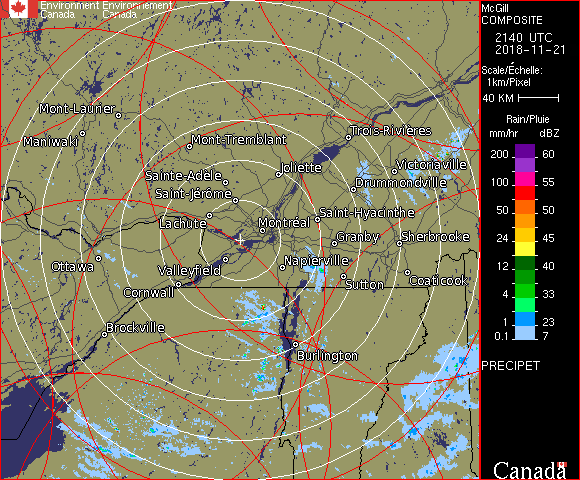 Environment Environnement
Canada Canada
McGill
COMPOSITE
2140 UTC
2018-11-21
Scale/Échelle:
1km/Pixel
40 KM
Rain/Pluie
mm/hr dBZ
200 60
100 55
50 50
24 45
12 40
4 33
1 23
0.1 7
PRECIPET
Canada
Mont-Laurier
Maniwaki
Mont-Tremblant
Trois-Rivières
Sainte-Adèle
Joliette
Victoriaville
Saint-Jérôme
Drummondville
Lachute
Montréal
Saint-Hyacinthe
Granby
Sherbrooke
Ottawa
Valleyfield
Napierville
Cornwall
Sutton
Coaticook
Brockville
Burlington